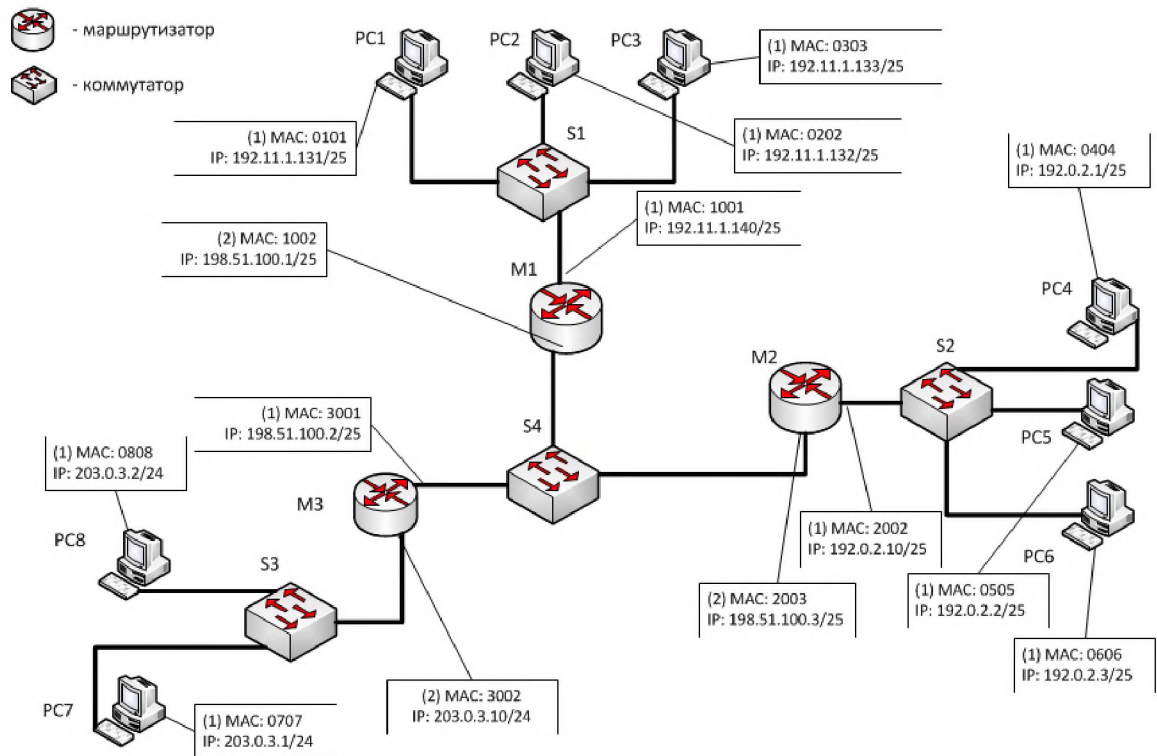 - маршрутизатор
- коммутатор
PC1
PC2
PC3
(1) MAC: 0303
IP: 192.11.1.133/25
(1) MAC: 0101
IP: 192.11.1.131/25
S1
(1) MAC: 0202
IP: 192.11.1.132/25
(1) MAC: 0404
IP: 192.0.2.1/25
(2) MAC: 1002
IP: 198.51.100.1/25
(1) MAC: 1001
IP: 192.11.1.140/25
M1
PC4
M2
S2
(1) MAC: 3001
IP: 198.51.100.2/25
S4
PC5
(1) MAC: 0808
IP: 203.0.3.2/24
M3
PC8
S3
(1) MAC: 2002
IP: 192.0.2.10/25
PC6
(2) MAC: 2003
IP: 198.51.100.3/25
(1) MAC: 0505
IP: 192.0.2.2/25
(1) MAC: 0606
IP: 192.0.2.3/25
PC7
(1) MAC: 0707
IP: 203.0.3.1/24
(2) MAC: 3002
IP: 203.0.3.10/24